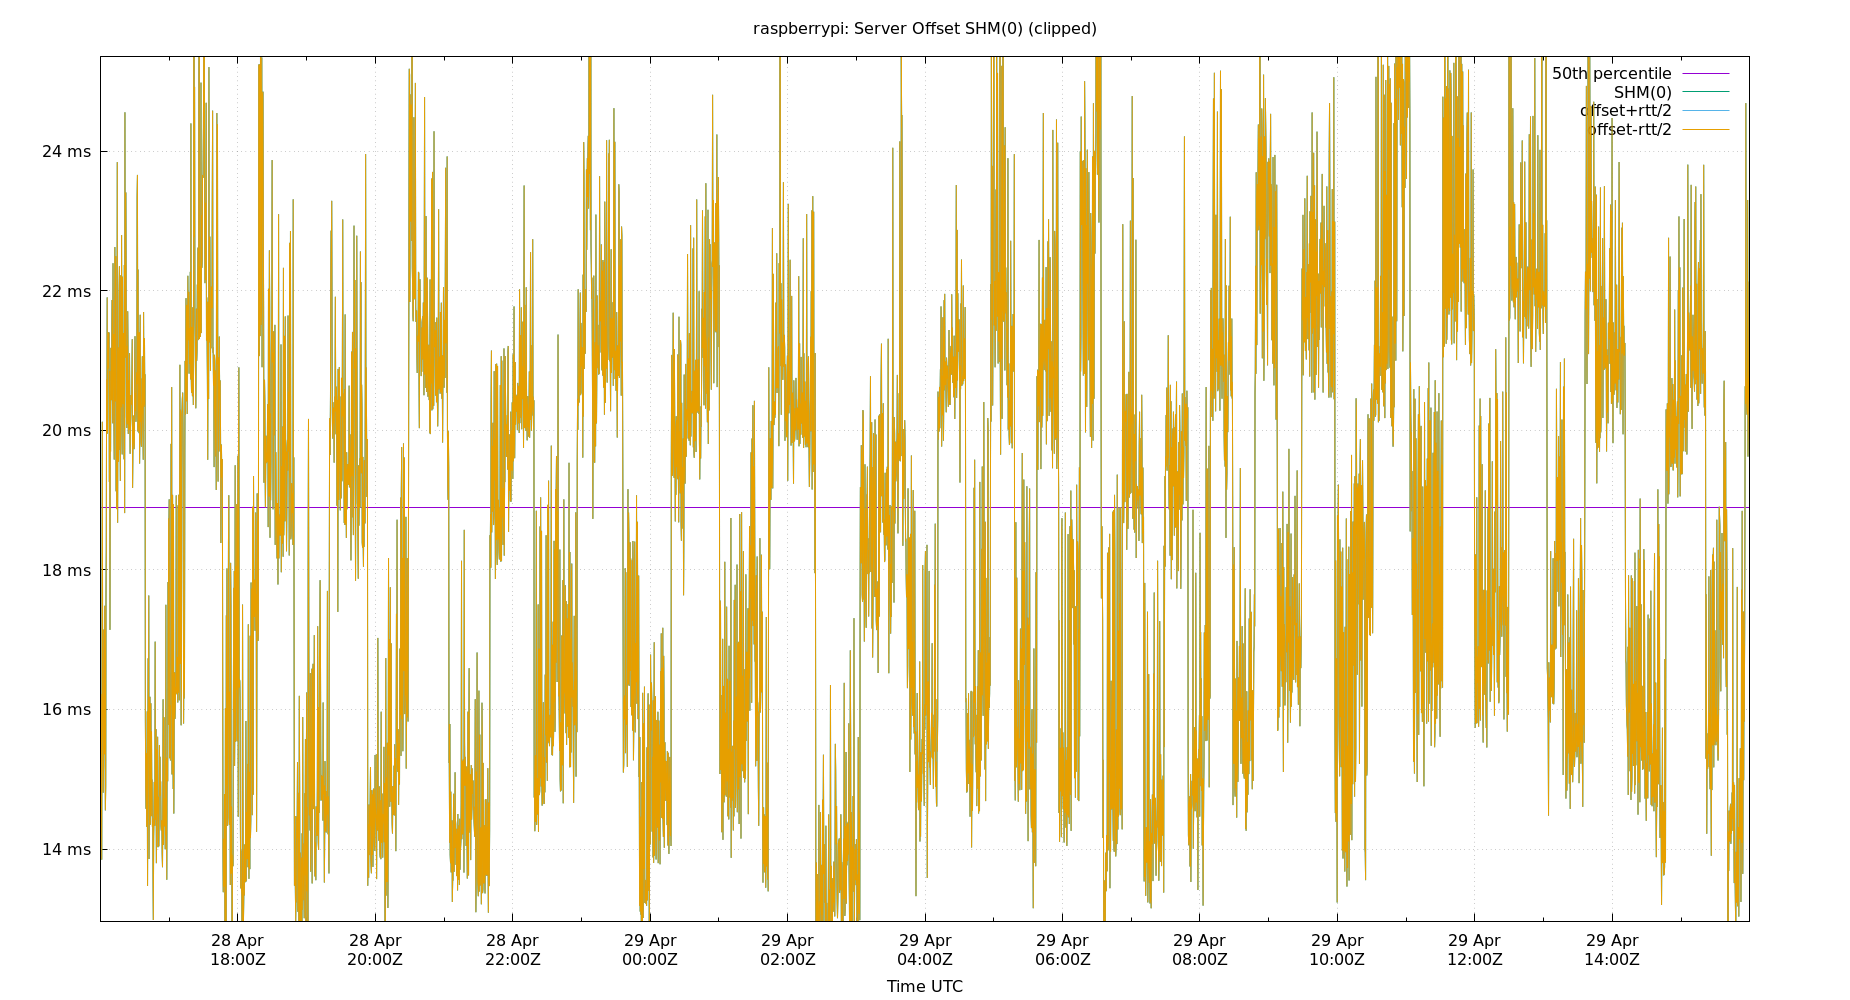 raspberrypi: Server Offset SHM(0) (clipped)
50th percentile
SHM(0)
offset+rtt/2
offset-rtt/2
24 ms
22 ms
20 ms
18 ms
16 ms
14 ms
28 Apr 28 Apr 28 Apr 29 Apr 29 Apr 29 Apr 29 Apr 29 Apr 29 Apr 29 Apr 29 Apr
18:00Z 20:00Z 22:00Z 00:00Z 02:00Z 04:00Z 06:00Z 08:00Z 10:00Z 12:00Z 14:00Z
Time UTC